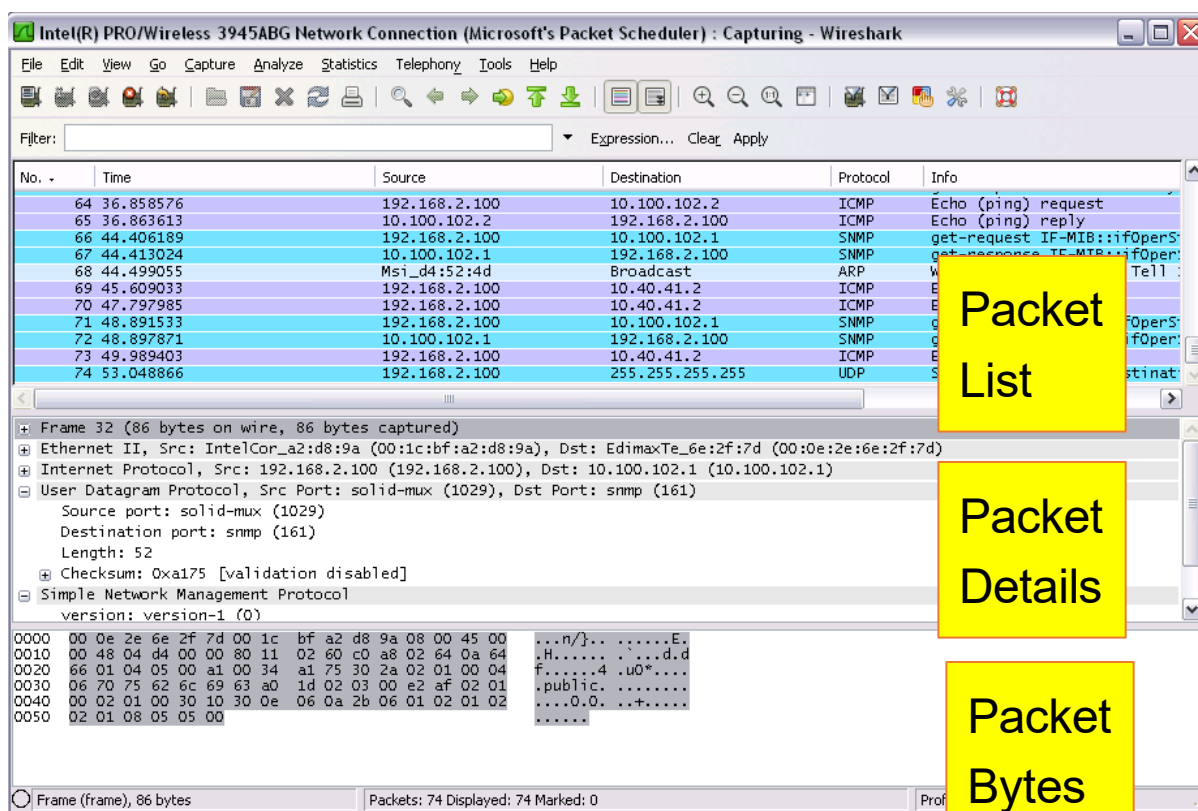 Intel(R) PRO/Wireless 3945ABG Network Connection (Microsoft's Packet Scheduler) : Capturing - Wireshark
File Edit View Go Capture Analyze Statistics Telephony Tools Help
Filter: Expression... Clear Apply
No. Time Source Destination Protocol Info
64 36.858576 192.168.2.100 10.100.102.2 ICMP Echo (ping) request
65 36.863613 10.100.102.2 192.168.2.100 ICMP Echo (ping) reply
66 44.406189 192.168.2.100 10.100.102.1 SNMP get-request IF-MIB::ifOperS
67 44.413024 10.100.102.1 192.168.2.100 SNMP get-response IF-MIB::ifOper
68 44.499055 Msi_d4:52:4d Broadcast ARP Tell
69 45.609033 192.168.2.100 10.40.41.2 ICMP
70 47.797985 192.168.2.100 10.40.41.2 ICMP
71 48.891533 192.168.2.100 10.100.102.1 SNMP fOperS
72 48.897871 10.100.102.1 192.168.2.100 SNMP ifOper
73 49.989403 192.168.2.100 10.40.41.2 ICMP
74 53.048866 192.168.2.100 255.255.255.255 UDP stinat
Packet
List
Frame 32 (86 bytes on wire, 86 bytes captured)
Ethernet II, Src: IntelCor_a2:d8:9a (00:1c:bf:a2:d8:9a), Dst: EdimaxTe_6e:2f:7d (00:0e:2e:6e:2f:7d)
Internet Protocol, Src: 192.168.2.100 (192.168.2.100), Dst: 10.100.102.1 (10.100.102.1)
User Datagram Protocol, Src Port: solid-mux (1029), Dst Port: snmp (161)
Source port: solid-mux (1029)
Destination port: snmp (161)
Length: 52
Checksum: 0xa175 [validation disabled]
Simple Network Management Protocol
version: version-1 (0)
Packet
Details
0000 00 0e 2e 6e 2f 7d 00 1c bf a2 d8 9a 08 00 45 00 ...n/}.. ......E.
0010 00 48 04 d4 00 00 80 11 02 60 c0 a8 02 64 0a 64 .H...... .`...d.d
0020 66 01 04 05 00 a1 00 34 a1 75 30 2a 02 01 00 04 f......4 .u0*....
0030 06 70 75 62 6c 69 63 a0 1d 02 03 00 e2 af 02 01 .public. ........
0040 00 02 01 00 30 10 30 0e 06 0a 2b 06 01 02 01 02 ....0.0. ..+.....
0050 02 01 08 05 05 00 ......
Packet
Bytes
Frame (frame), 86 bytes Packets: 74 Displayed: 74 Marked: 0 Prof